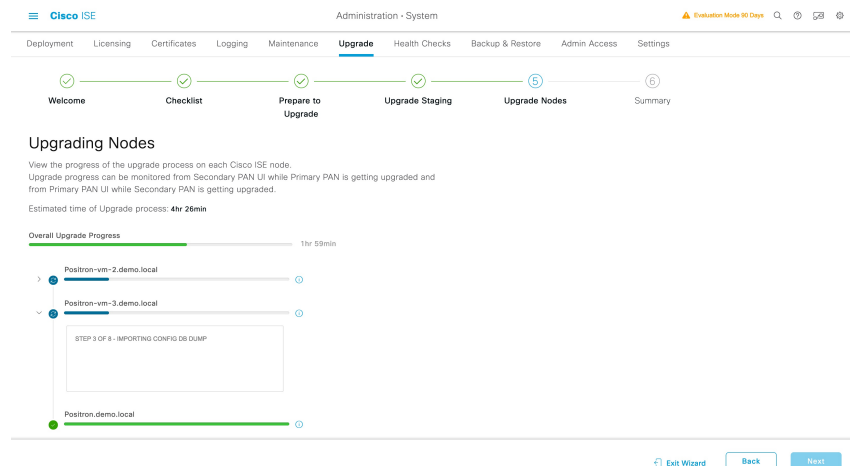 Cisco ISE
Administration · System
Evaluation Mode 90 Days
Deployment Licensing Certificates Logging Maintenance Upgrade Health Checks Backup & Restore Admin Access Settings
5 6
Welcome Checklist Prepare to Upgrade Staging Upgrade Nodes Summary
Upgrade
Upgrading Nodes
View the progress of the upgrade process on each Cisco ISE node.
Upgrade progress can be monitored from Secondary PAN UI while Primary PAN is getting upgraded and
from Primary PAN UI while Secondary PAN is getting upgraded.
Estimated time of Upgrade process: 4hr 26min
Overall Upgrade Progress
1hr 59min
Positron-vm-2.demo.local
Positron-vm-3.demo.local
STEP 3 OF 8 - IMPORTING CONFIG DB DUMP
Positron.demo.local
Exit Wizard Back Next